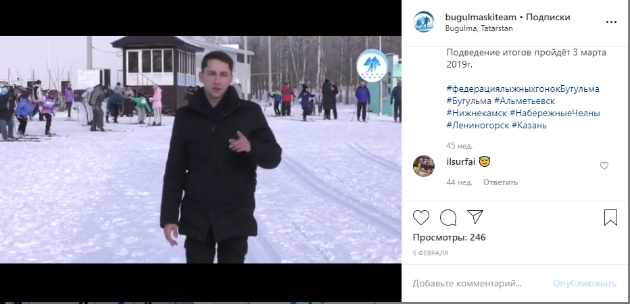 bugulmaskiteam • Подписки
Bugulma, Tatarstan
Подведение итогов пройдёт 3 марта
2019г.
#федерациялыжныхгонокБугульма
#Бугульма #Альметьевск
#Нижнекамск #НабережныеЧелны
#Лениногорск #Казань
45 нед.
ilsurfai
44 нед. Ответить
Просмотры: 246
5 ФЕВРАЛЯ
Добавьте комментарий... Опубликовать